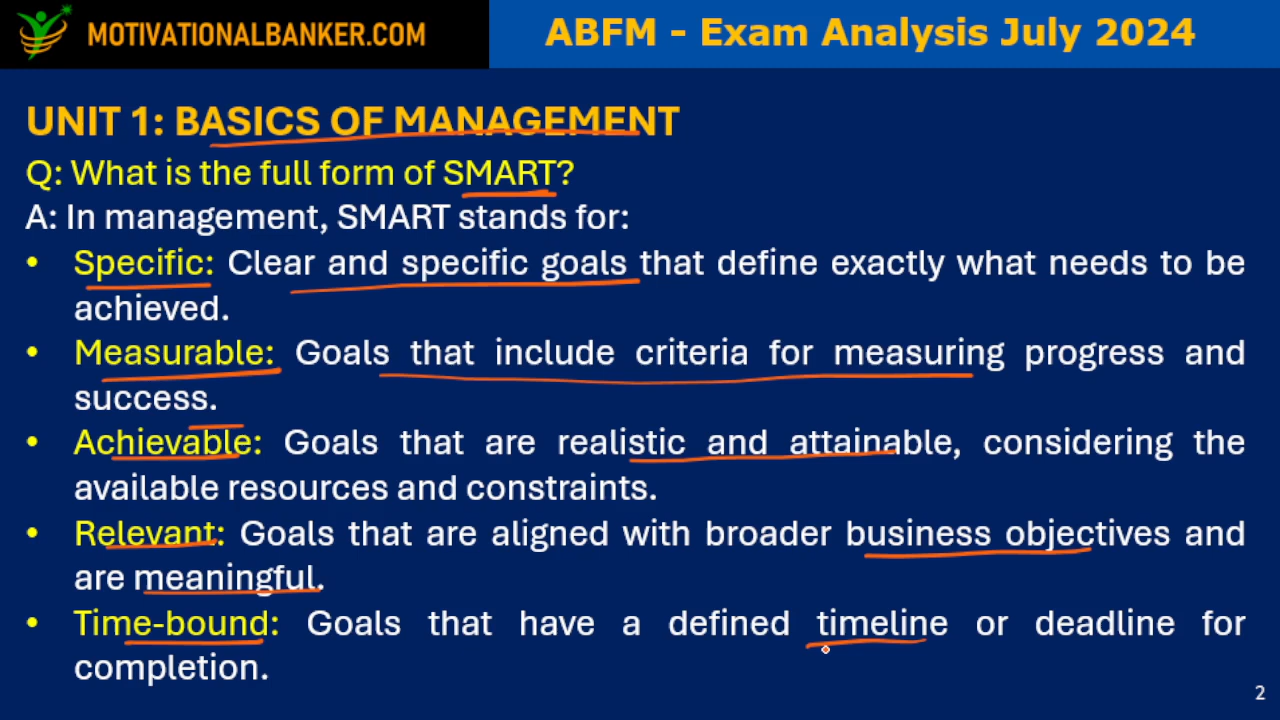 MOTIVATIONALBANKER.COM
ABFM - Exam Analysis July 2024
UNIT 1: BASICS OF MANAGEMENT
Q: What is the full form of SMART?
A: In management, SMART stands for:
• Specific: Clear and specific goals that define exactly what needs to be
achieved.
• Measurable: Goals that include criteria for measuring progress and
success.
• Achievable: Goals that are realistic and attainable, considering the
available resources and constraints.
• Relevant: Goals that are aligned with broader business objectives and
are meaningful.
• Time-bound: Goals that have a defined timeline or deadline for
completion.
2